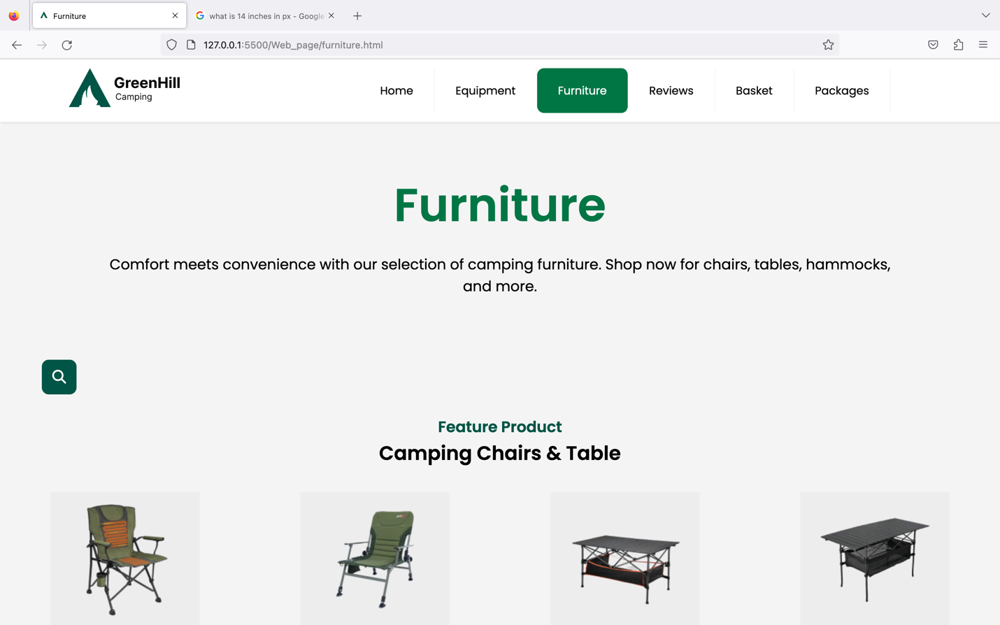 Furniture
what is 14 inches in px - Google
127.0.0.1:5500/Web_page/furniture.html
GreenHill
Camping
Home
Equipment
Furniture
Reviews
Basket
Packages
Furniture
Comfort meets convenience with our selection of camping furniture. Shop now for chairs, tables, hammocks,
and more.
Feature Product
Camping Chairs & Table